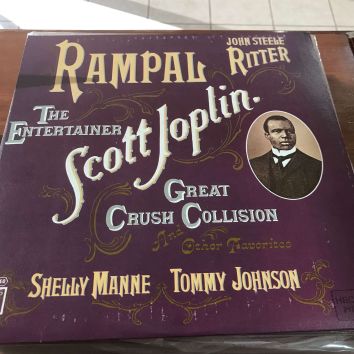 JOHN STEELE
RAMPAL RITTER
THE
ENTERTAINER
Scott Joplin.
GREAT
CRUSH COLLISION
And
Other Favorites
SHELLY MANNE TOMMY JOHNSON